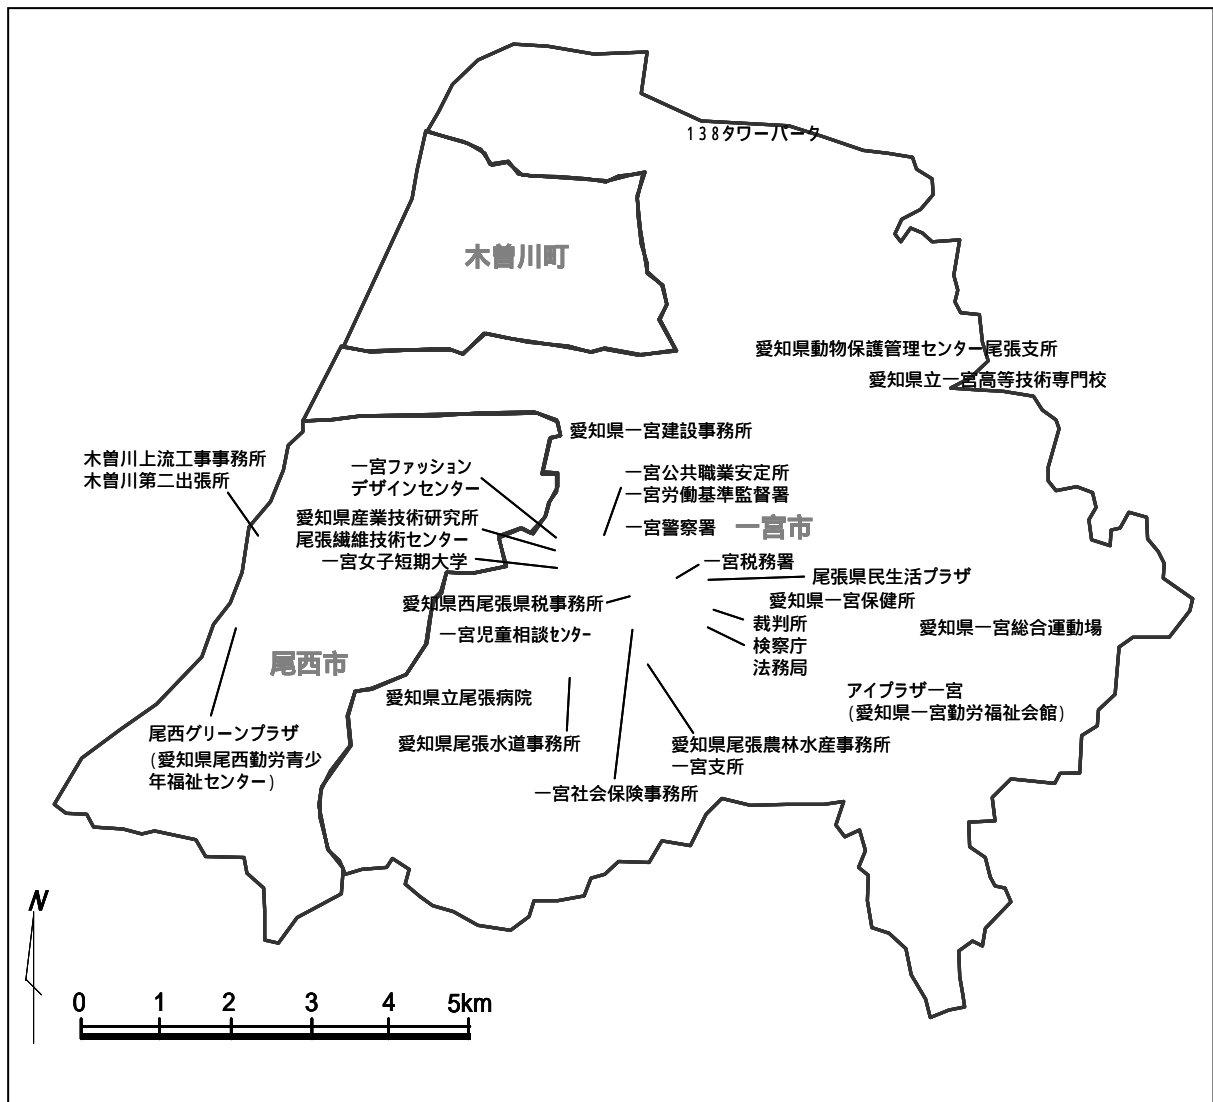 138タワーパーク
木曽川町
愛知県動物保護管理センター尾張支所
愛知県立一宮高等技術専門校
愛知県一宮建設事務所
木曽川上流工事事務所
木曽川第二出張所
一宮ファッション
デザインセンター
一宮公共職業安定所
一宮労働基準監督署
愛知県産業技術研究所
尾張繊維技術センター
一宮警察署
一宮市
一宮女子短期大学
一宮税務署
尾張県民生活プラザ
愛知県西尾張県税事務所
愛知県一宮保健所
一宮児童相談センター
裁判所
検察庁
法務局
愛知県一宮総合運動場
尾西市
愛知県立尾張病院
アイプラザ一宮
(愛知県一宮勤労福祉会館)
尾西グリーンプラザ
(愛知県尾西勤労青少
年福祉センター)
愛知県尾張水道事務所
愛知県尾張農林水産事務所
一宮支所
一宮社会保険事務所
N
0 1 2 3 4 5km